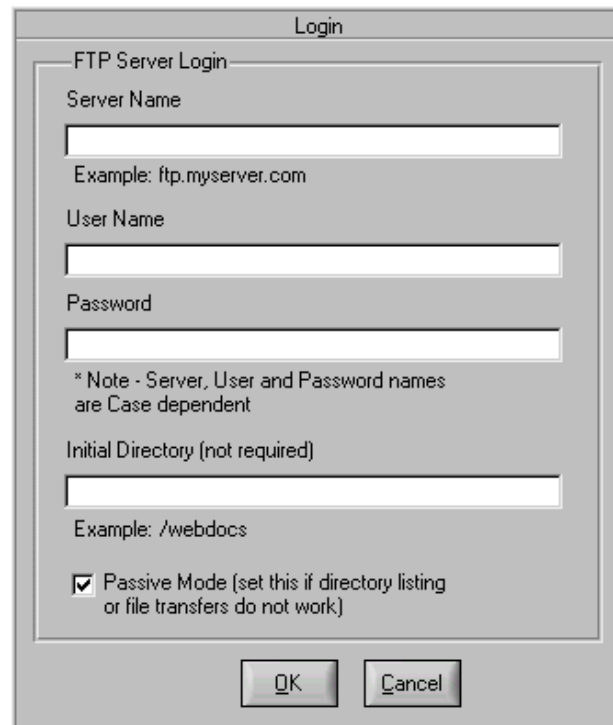 Login
FTP Server Login
Server Name
Example: ftp.myserver.com
User Name
Password
* Note - Server, User and Password names
are Case dependent
Initial Directory (not required)
Example: /webdocs
Passive Mode (set this if directory listing
or file transfers do not work)
OK
Cancel